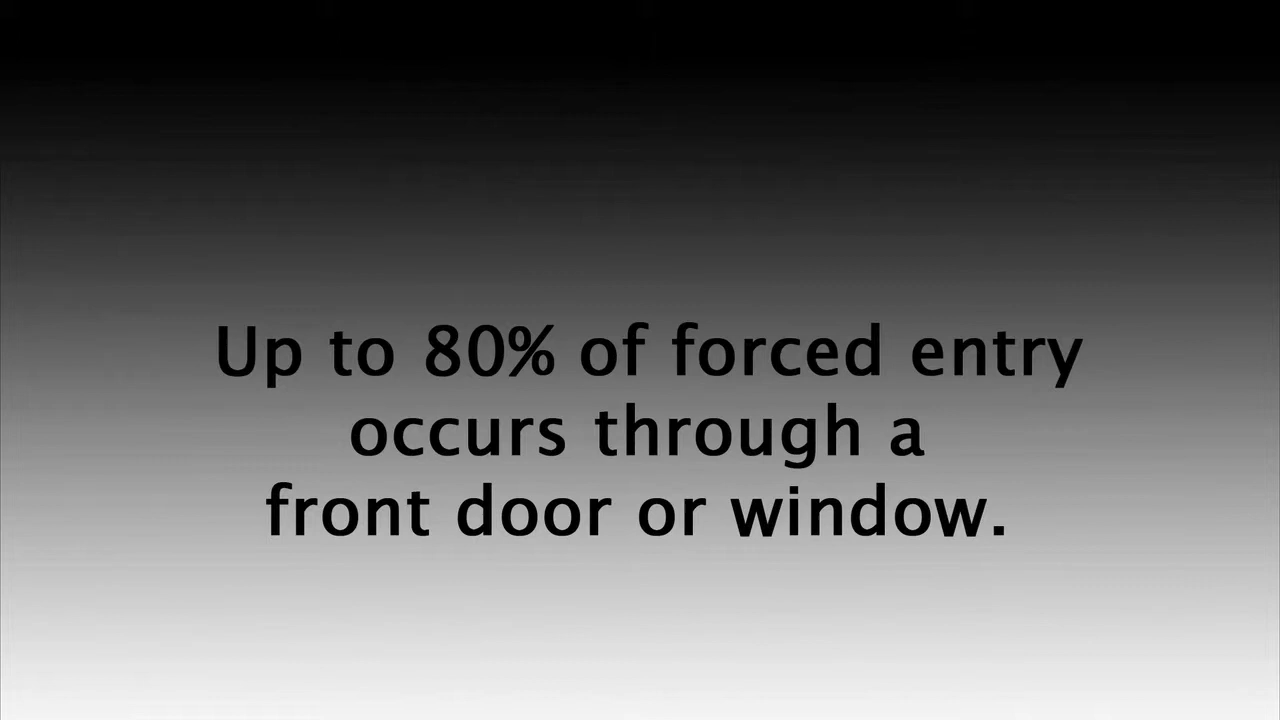 Up to 80% of forced entry
occurs through a
front door or window.